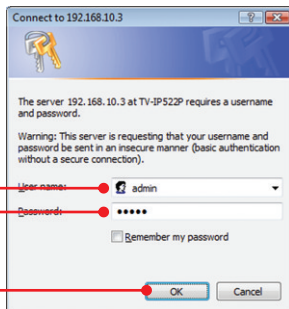 Connect to 192.168.10.3
The server 192.168.10.3 at TV-IP522P requires a username
and password.
Warning: This server is requesting that your username and
password be sent in an insecure manner (basic authentication
without a secure connection).
User name:
admin
Password:
•••••
Remember my password
OK
Cancel